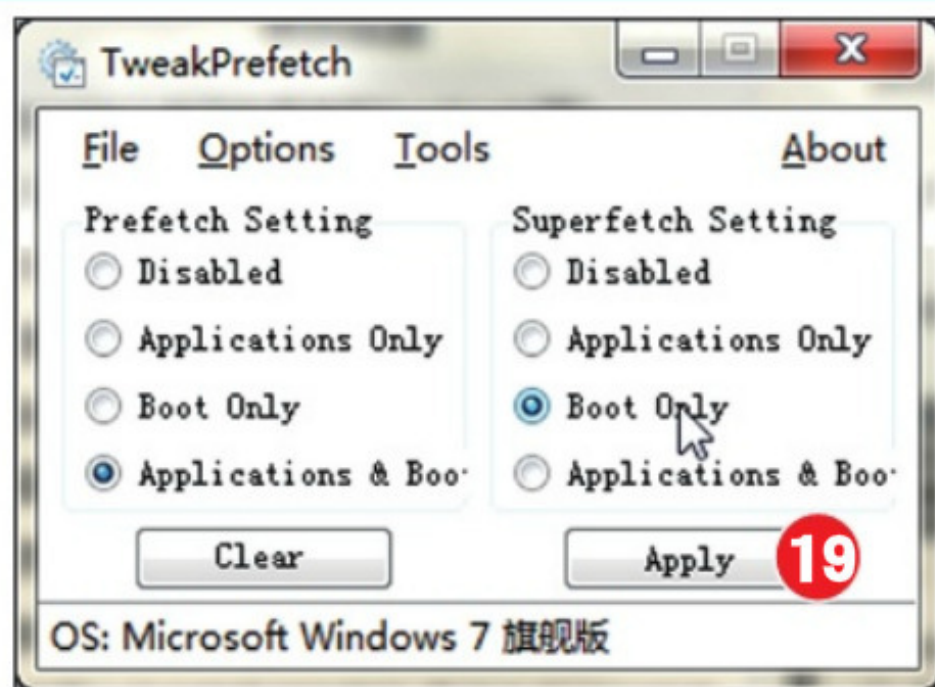 TweakPrefetch
File Options Tools About
Prefetch Setting
Disabled
Applications Only
Boot Only
Applications & Boo
Superfetch Setting
Disabled
Applications Only
Boot Only
Applications & Boo
Clear
Apply
19
OS: Microsoft Windows 7 旗舰版